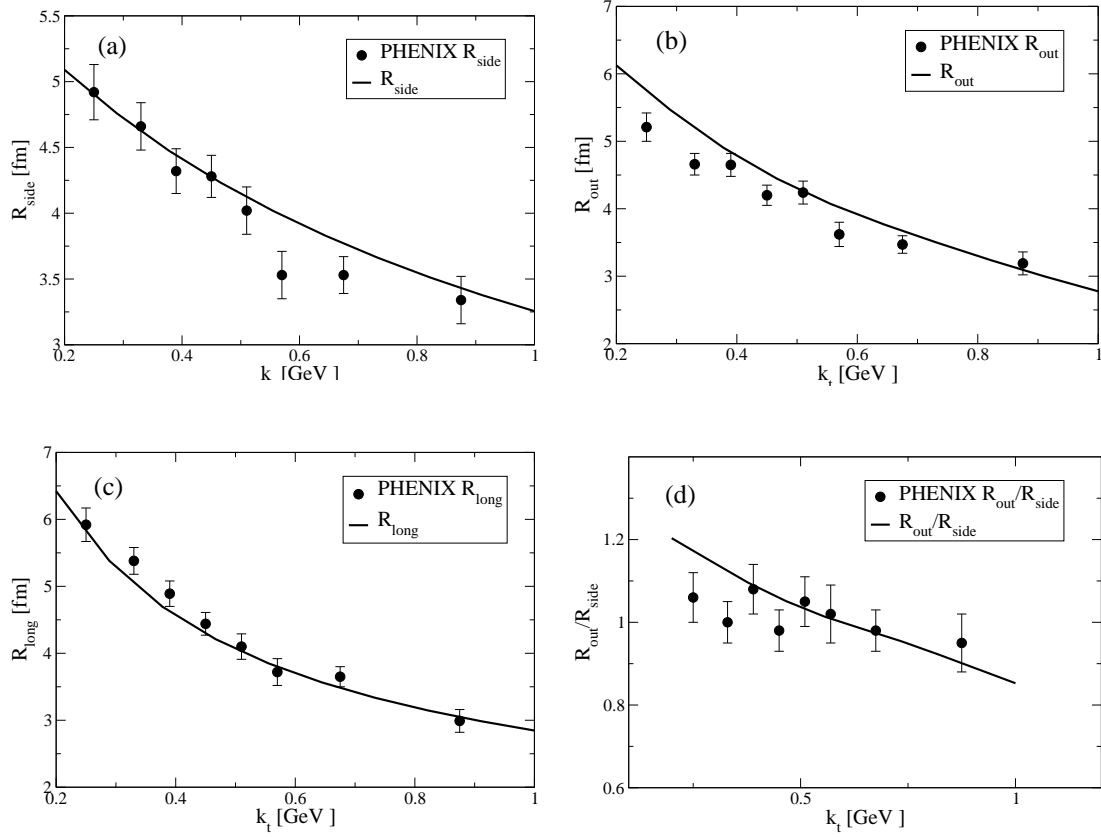 (a)
PHENIX R_side
R_side
R_side [fm]
5.5
5
4.5
4
3.5
3
0.2 0.4 0.6 0.8 1
k [GeV]
(b)
PHENIX R_out
R_out
R_out [fm]
7
6
5
4
3
2
0.2 0.4 0.6 0.8 1
k_t [GeV ]
(c)
PHENIX R_long
R_long
R_long [fm]
7
6
5
4
3
2
0.2 0.4 0.6 0.8 1
k_t [GeV ]
(d)
PHENIX R_out/R_side
R_out/R_side
R_out/R_side
1.2
1
0.8
0.6
0.5 1
k_t [GeV ]